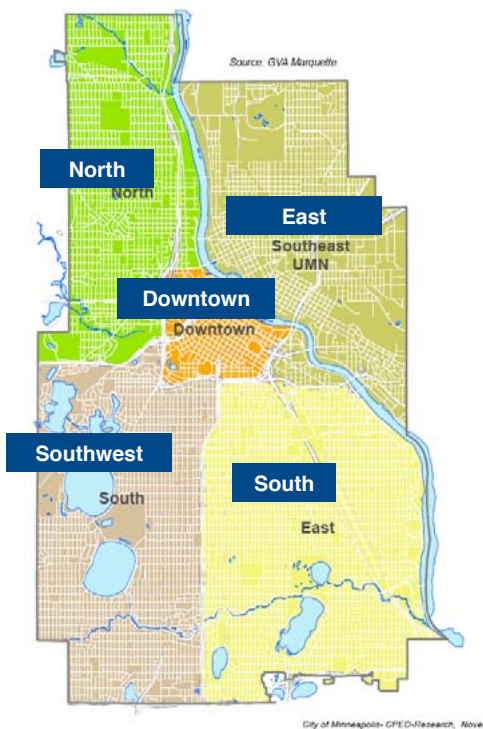 Source: GVA Marquette
North
North
East
Southeast
UMN
Downtown
Downtown
Southwest
South
South
East
City of Minneapolis- CPED-Research, Nove